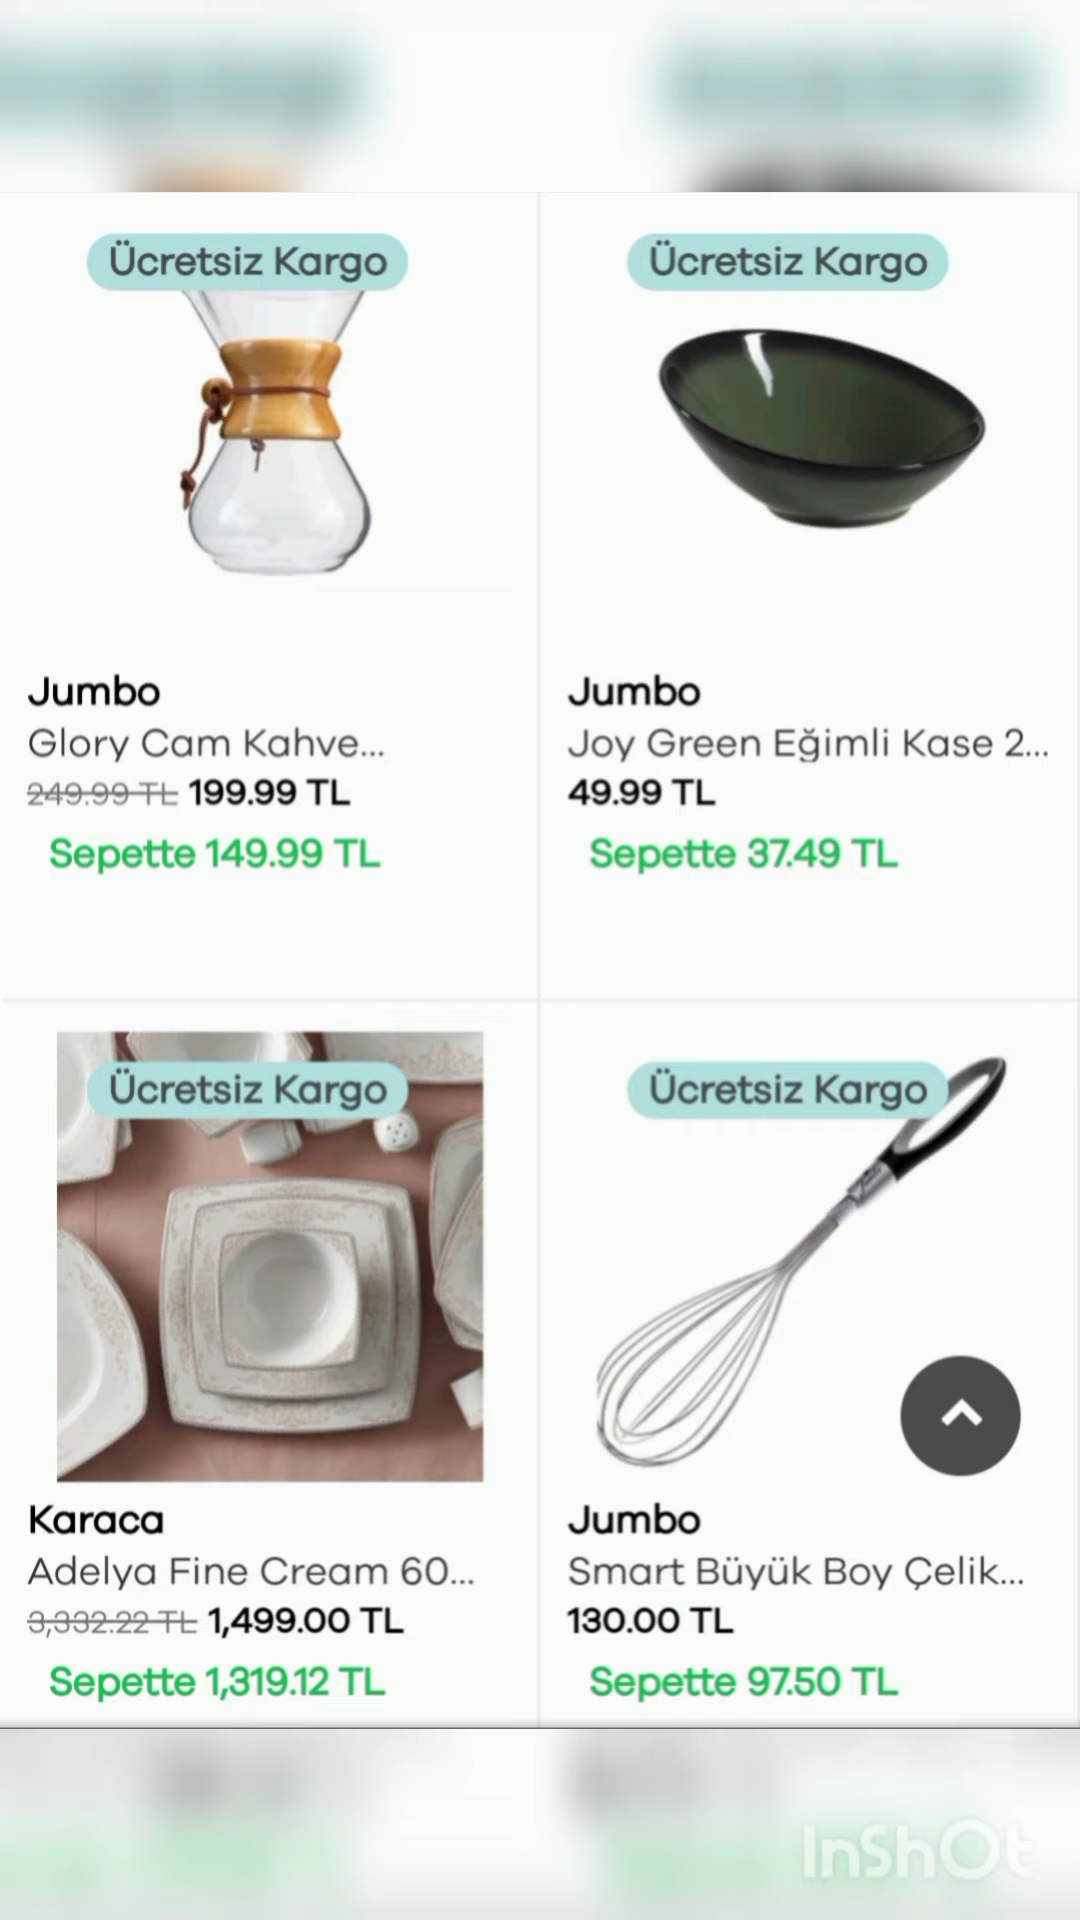 Ücretsiz Kargo
Ücretsiz Kargo
Jumbo
Glory Cam Kahve...
249.99 TL 199.99 TL
Sepette 149.99 TL
Jumbo
Joy Green Eğimli Kase 2...
49.99 TL
Sepette 37.49 TL
Ücretsiz Kargo
Ücretsiz Kargo
Karaca
Adelya Fine Cream 60...
3,332.22 TL 1,499.00 TL
Sepette 1,319.12 TL
Jumbo
Smart Büyük Boy Çelik...
130.00 TL
Sepette 97.50 TL
InShOt